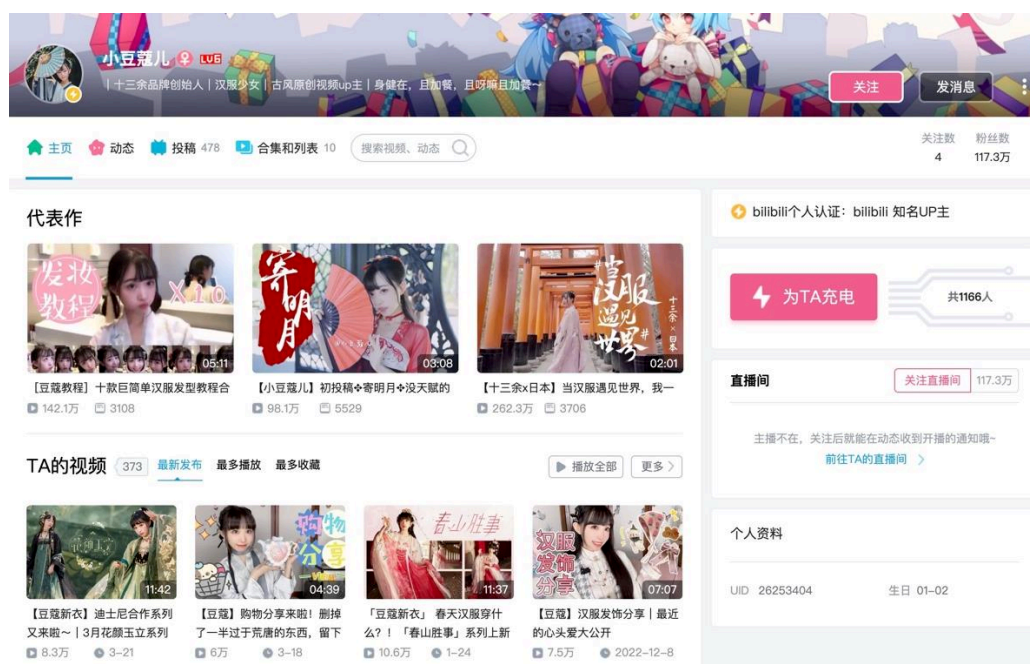 小豆蔻儿 LV6
十三余品牌创始人｜汉服少女｜古风原创视频up主｜身健在，且加餐，且呀嘛且加餐~
关注
发消息
主页 动态 投稿 478 合集和列表 10 搜索视频、动态
关注数 粉丝数
4 117.3万
代表作
发妆
教程
X10
05:11
[豆蔻教程] 十款巨简单汉服发型教程合
142.1万 3108
寄明月
03:08
【小豆蔻儿】初投稿❖寄明月❖没天赋的
98.1万 5529
#当
汉服
遇见
世界#
十三余×日本
02:01
【十三余x日本】当汉服遇见世界，我一
262.3万 3706
TA的视频 373 最新发布 最多播放 最多收藏
播放全部 更多
11:42
【豆蔻新衣】迪士尼合作系列
又来啦～｜3月花颜玉立系列
8.3万 3-21
购物
分享
04:39
【豆蔻】购物分享来啦！删掉
了一半过于荒唐的东西，留下
6万 3-18
春山胜事
11:37
「豆蔻新衣」 春天汉服穿什
么？！「春山胜事」系列上新
10.6万 1-24
汉服
发饰
分享
07:07
【豆蔻】汉服发饰分享｜最近
的心头爱大公开
7.5万 2022-12-8
bilibili个人认证：bilibili 知名UP主
为TA充电
共1166人
直播间
关注直播间 117.3万
主播不在，关注后就能在动态收到开播的通知哦~
前往TA的直播间
个人资料
UID 26253404 生日 01-02